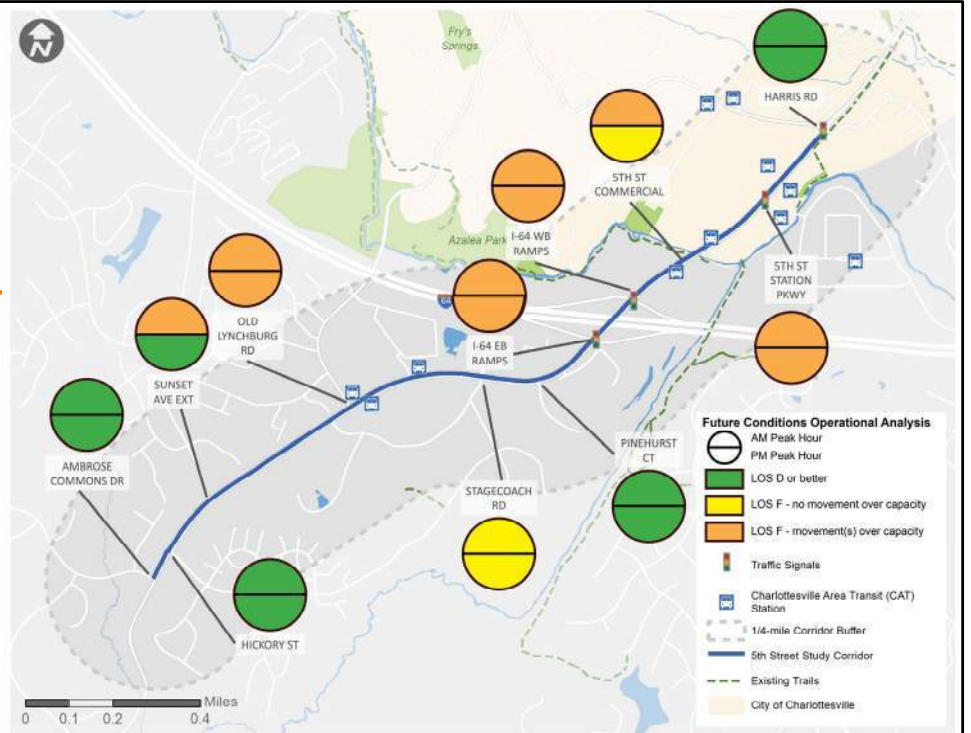 N
Fry's
Springs
HARRIS RD
5TH ST
COMMERCIAL
Azalea Park
I-64 WB
RAMPS
5TH ST
STATION
PKWY
OLD
LYNCHBURG
RD
64
I-64 EB
RAMPS
SUNSET
AVE EXT
AMBROSE
COMMONS DR
STAGECOACH
RD
PINEHURST
CT
HICKORY ST
Miles
0 0.1 0.2 0.4
Future Conditions Operational Analysis
AM Peak Hour
PM Peak Hour
LOS D or better
LOS F - no movement over capacity
LOS F - movement(s) over capacity
Traffic Signals
Charlottesville Area Transit (CAT)
Station
1/4-mile Corridor Buffer
5th Street Study Corridor
Existing Trails
City of Charlottesville